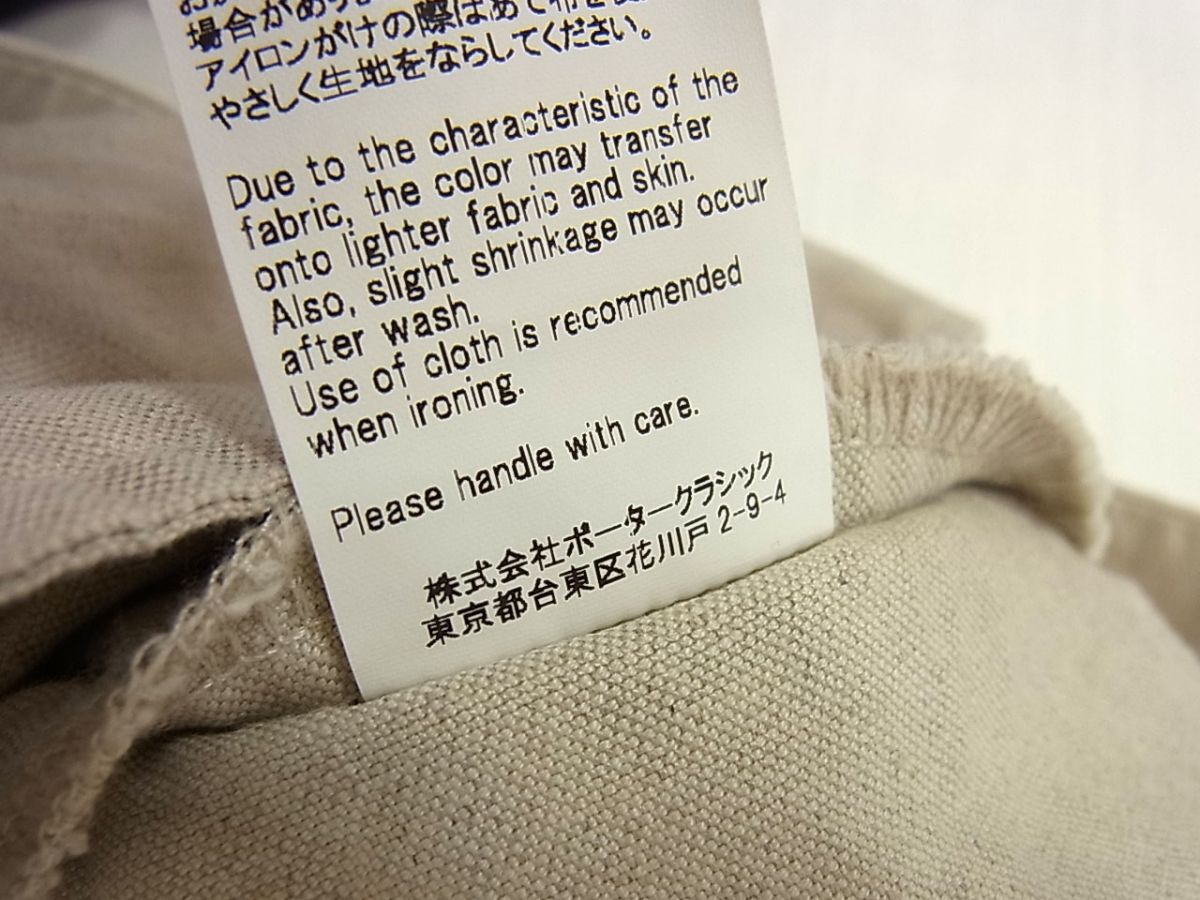 場合があ
アイロンがけの際はあて布を
やさしく生地をならしてください。
Due to the characteristic of the
fabric, the color may transfer
onto lighter fabric and skin.
Also, slight shrinkage may occur
after wash.
Use of cloth is recommended
when ironing.
Please handle with care.
株式会社ポータークラシック
東京都台東区花川戸 2-9-4